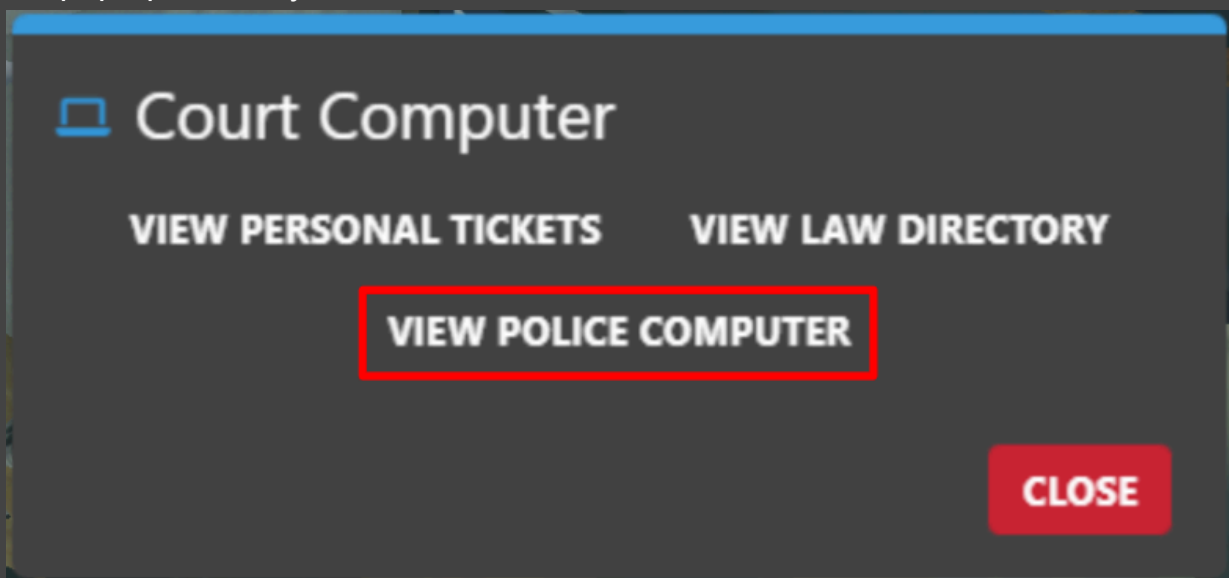 Court Computer
VIEW PERSONAL TICKETS VIEW LAW DIRECTORY
VIEW POLICE COMPUTER
CLOSE